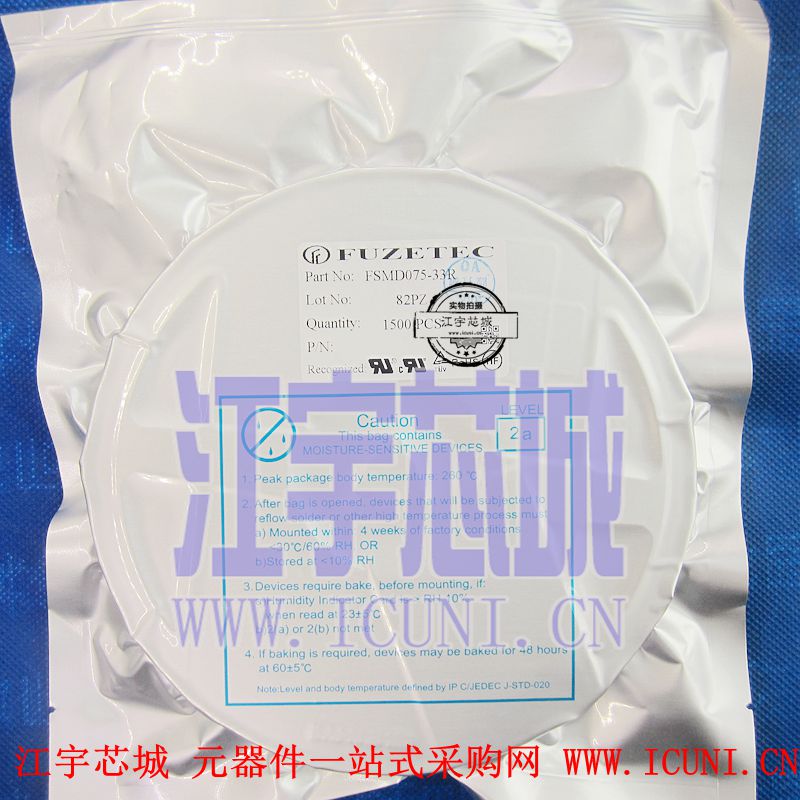 FUZETEC
Part No: FSMD075-33R
Lot No: 82PZ
Quantity: 1500 PCS
P/N:
Recognized:
实物拍摄
江宇芯城
www.icuni.cn
江宇芯城
WWW.ICUNI.CN
Caution
This bag contains
MOISTURE-SENSITIVE DEVICES
LEVEL
2a
1. Peak package body temperature: 260 ℃
2. After bag is opened, devices that will be subjected to
reflow solder or other high temperature process must
a) Mounted within 4 weeks of factory conditions
<30℃/60% RH OR
b)Stored at <10% RH
3. Devices require bake, before mounting, if:
a)Humidity Indicator Card is > RH 10%
when read at 23±5℃
b)2(a) or 2(b) not met
4. If baking is required, devices may be baked for 48 hours
at 60±5℃
Note:Level and body temperature defined by IP C/JEDEC J-STD-020
江宇芯城 元器件一站式采购网 WWW.ICUNI.CN